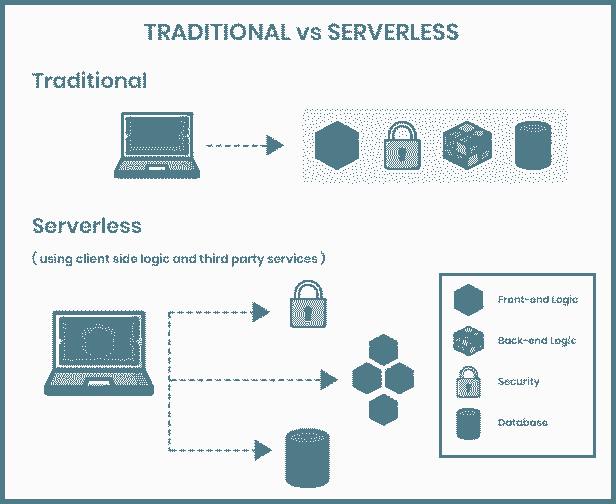 TRADITIONAL vs SERVERLESS
Traditional
Serverless
( using client side logic and third party services )
Front-end Logic
Back-end Logic
Security
Database